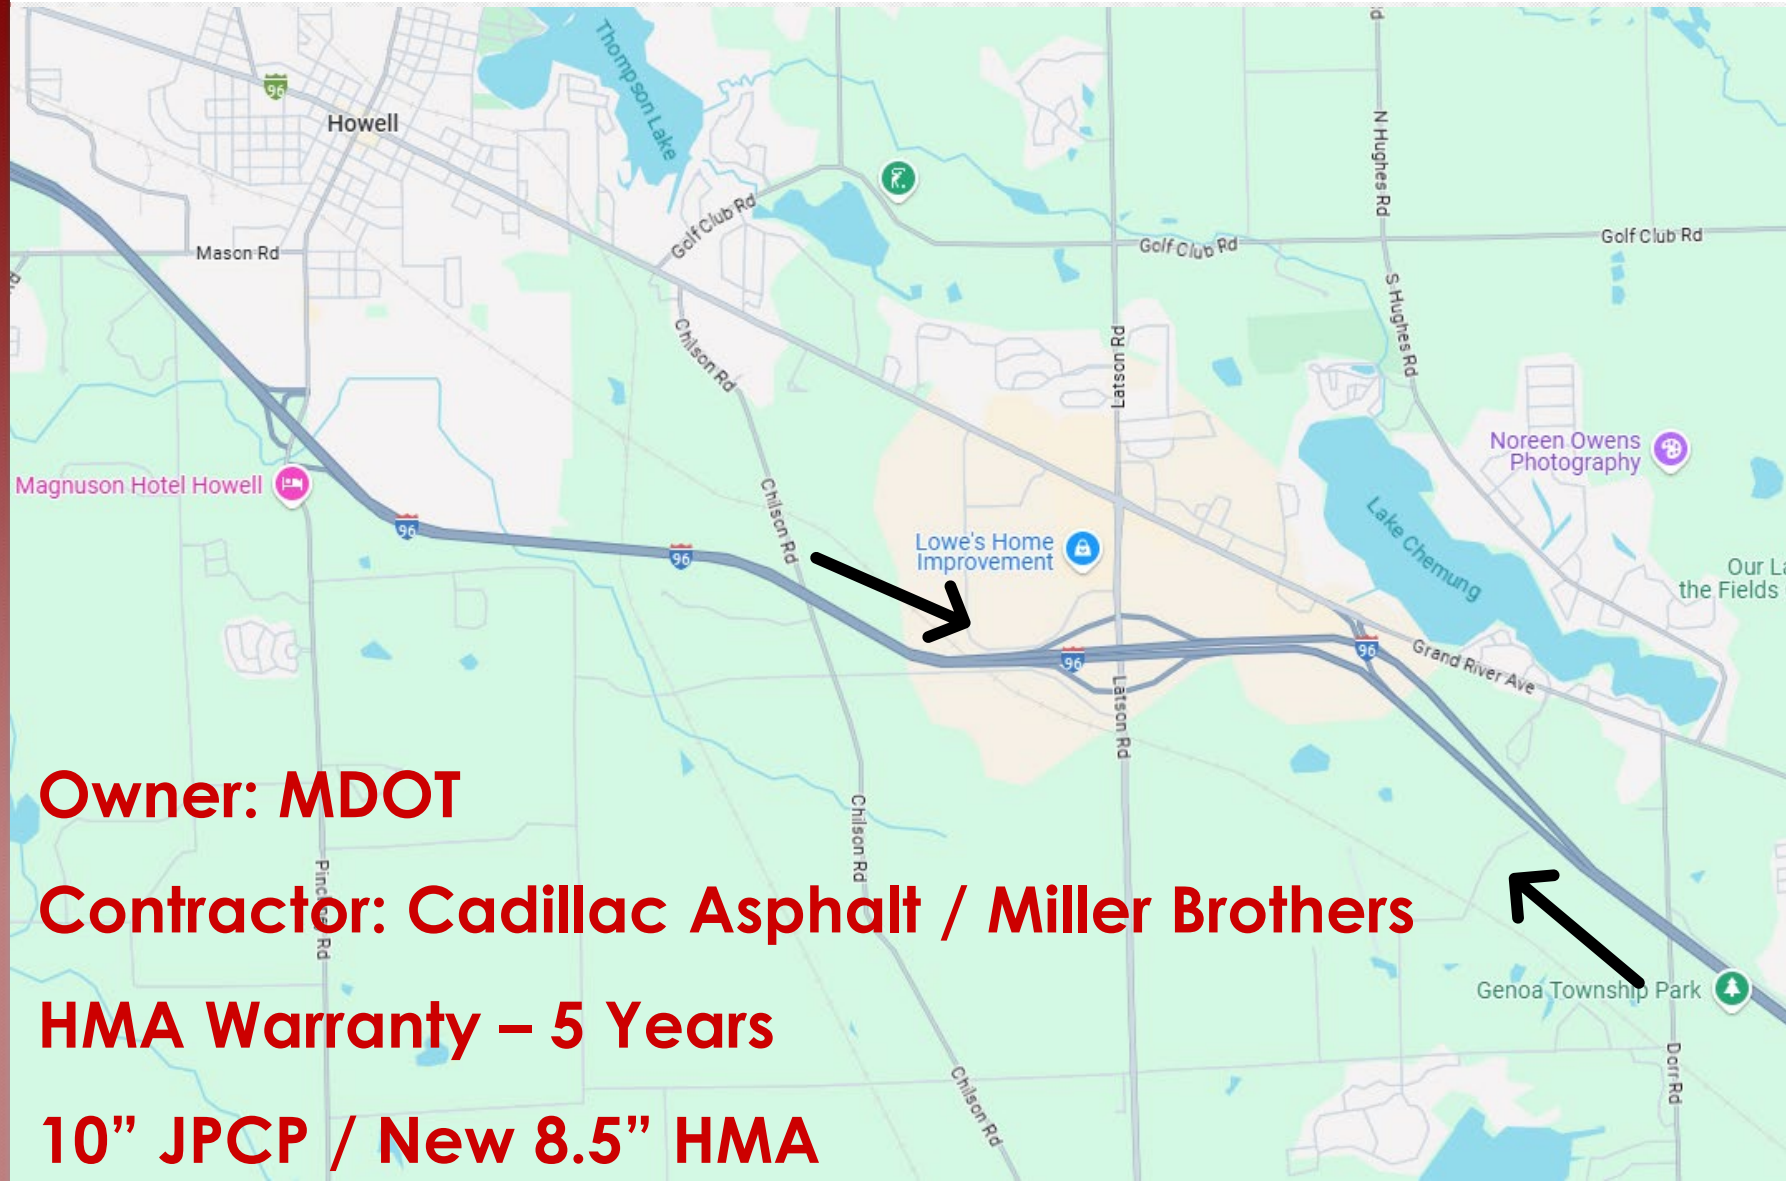 96
Howell
Thompson Lake
Mason Rd
Golf Club Rd
Golf Club Rd
Golf Club Rd
N Hughes Rd
S Hughes Rd
Chilson Rd
Latson Rd
Noreen Owens
Photography
Magnuson Hotel Howell
96
96
Chilson Rd
Lowe's Home
Improvement
Lake Chemung
Our La
the Fields
96
96
Grand River Ave
Latson Rd
Owner: MDOT
Chilson Rd
Contractor: Cadillac Asphalt / Miller Brothers
Rd
Genoa Township Park
HMA Warranty – 5 Years
Dorr Rd
Chilson Rd
10” JPCP / New 8.5” HMA